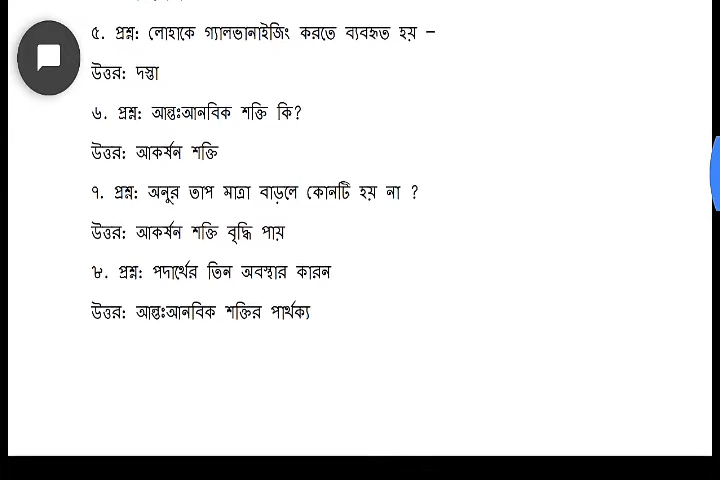 ৫. প্রশ্ন: লোহাকে গ্যালভানাইজিং করতে ব্যবহৃত হয় –
উত্তর: দস্তা
৬. প্রশ্ন: আন্তঃআনবিক শক্তি কি?
উত্তর: আকর্ষন শক্তি
৭. প্রশ্ন: অনুর তাপ মাত্রা বাড়লে কোনটি হয় না ?
উত্তর: আকর্ষন শক্তি বৃদ্ধি পায়
৮. প্রশ্ন: পদার্থের তিন অবস্থার কারন
উত্তর: আন্তঃআনবিক শক্তির পার্থক্য